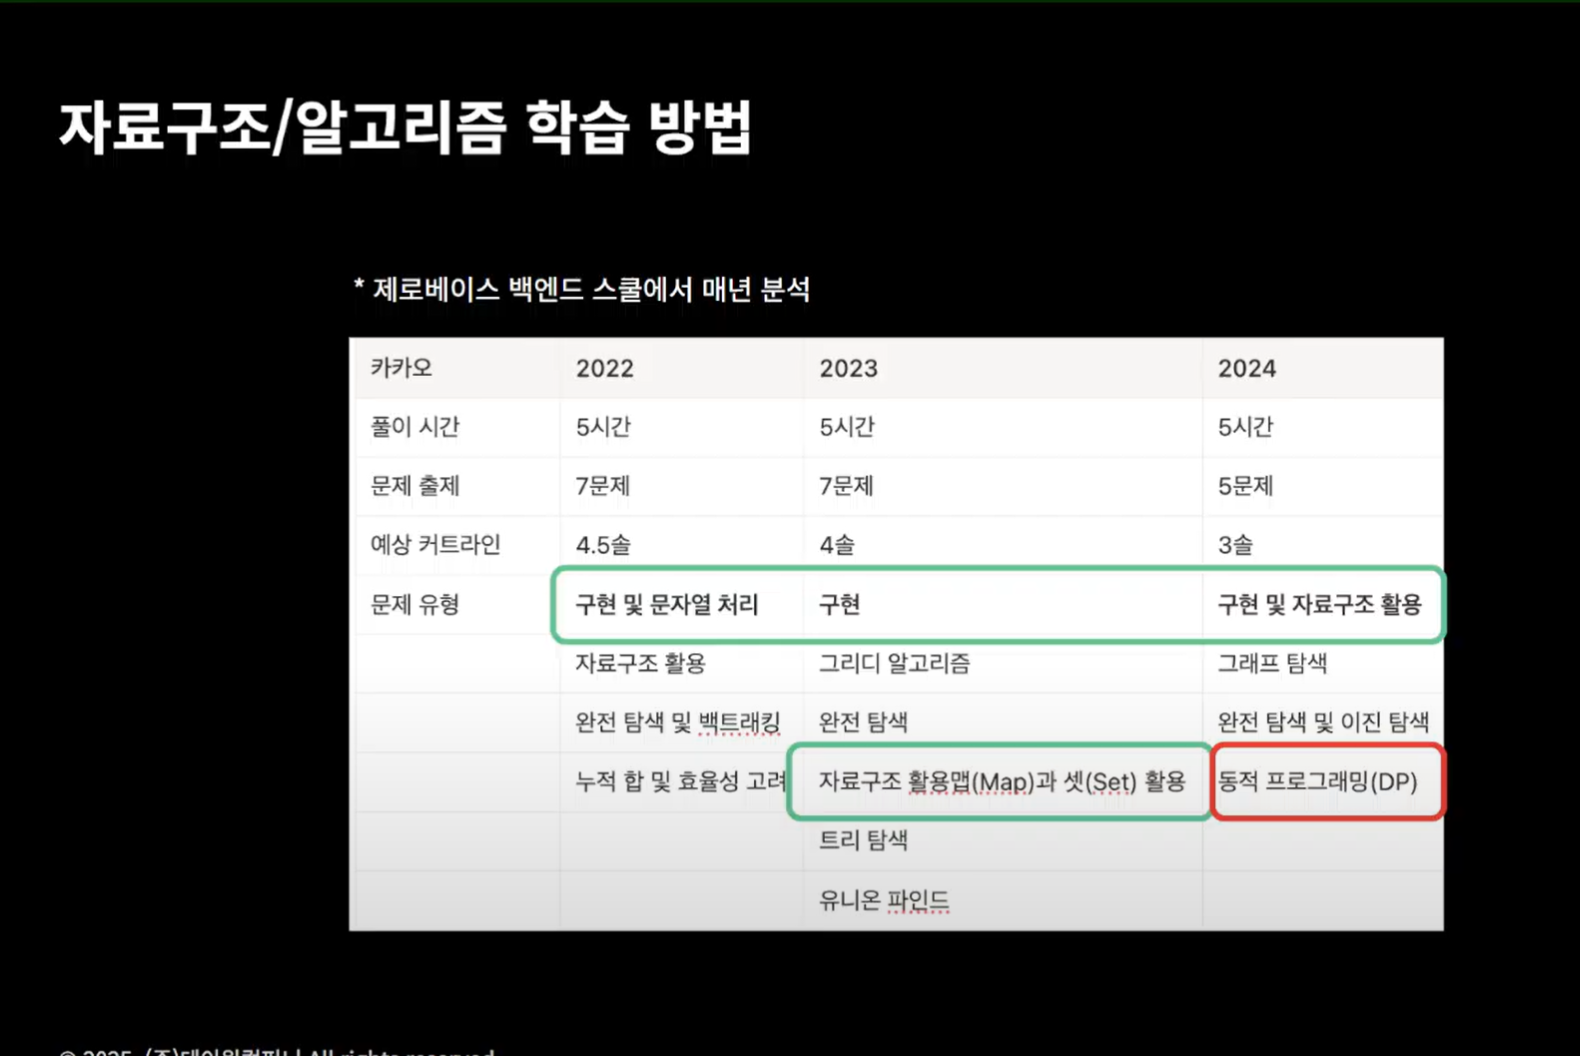 자료구조/알고리즘 학습 방법
* 제로베이스 백엔드 스쿨에서 매년 분석
카카오 2022 2023 2024
풀이 시간 5시간 5시간 5시간
문제 출제 7문제 7문제 5문제
예상 커트라인 4.5솔 4솔 3솔
문제 유형 구현 및 문자열 처리 구현 구현 및 자료구조 활용
자료구조 활용 그리디 알고리즘 그래프 탐색
완전 탐색 및 백트래킹 완전 탐색 완전 탐색 및 이진 탐색
누적 합 및 효율성 고려 자료구조 활용맵(Map)과 셋(Set) 활용 동적 프로그래밍(DP)
트리 탐색
유니온 파인드
© 2025. (주)데이원컴퍼니 All rights reserved